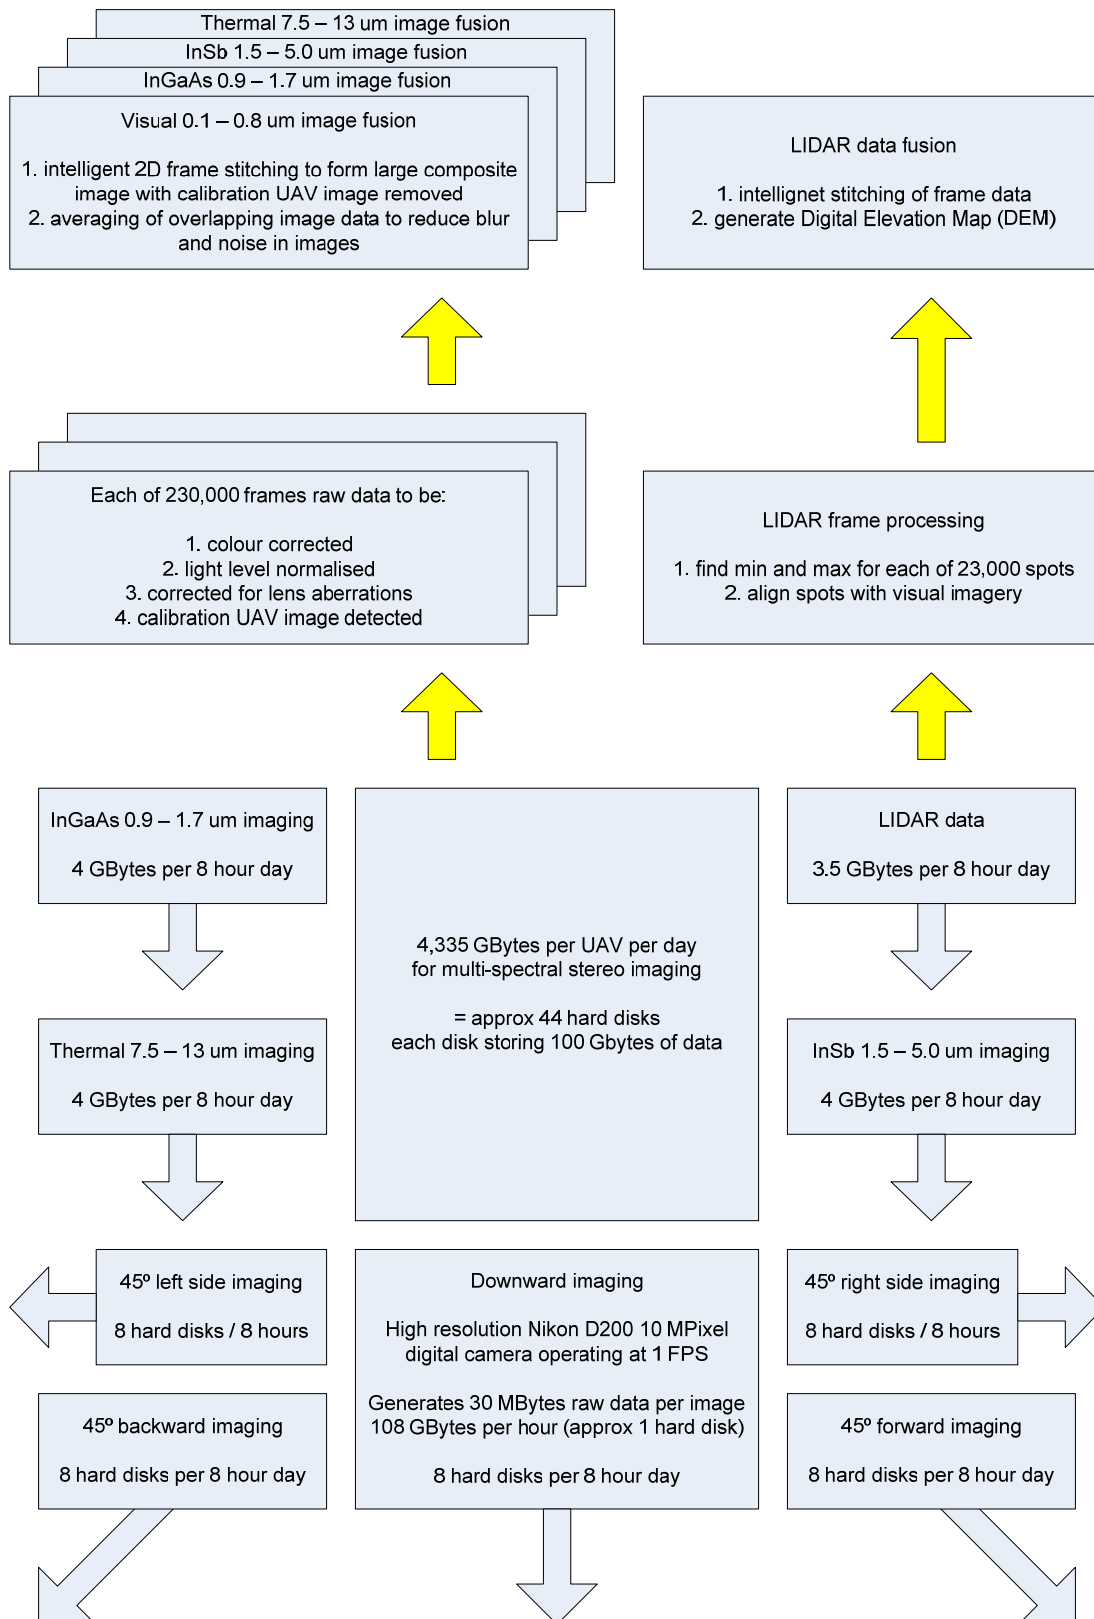 Thermal 7.5 – 13 um image fusion
InSb 1.5 – 5.0 um image fusion
InGaAs 0.9 – 1.7 um image fusion
Visual 0.1 – 0.8 um image fusion
1. intelligent 2D frame stitching to form large composite
image with calibration UAV image removed
2. averaging of overlapping image data to reduce blur
and noise in images
LIDAR data fusion
1. intellignet stitching of frame data
2. generate Digital Elevation Map (DEM)
Each of 230,000 frames raw data to be:
1. colour corrected
2. light level normalised
3. corrected for lens aberrations
4. calibration UAV image detected
LIDAR frame processing
1. find min and max for each of 23,000 spots
2. align spots with visual imagery
InGaAs 0.9 – 1.7 um imaging
4 GBytes per 8 hour day
4,335 GBytes per UAV per day
for multi-spectral stereo imaging
= approx 44 hard disks
each disk storing 100 Gbytes of data
LIDAR data
3.5 GBytes per 8 hour day
Thermal 7.5 – 13 um imaging
4 GBytes per 8 hour day
InSb 1.5 – 5.0 um imaging
4 GBytes per 8 hour day
45º left side imaging
8 hard disks / 8 hours
Downward imaging
High resolution Nikon D200 10 MPixel
digital camera operating at 1 FPS
Generates 30 MBytes raw data per image
108 GBytes per hour (approx 1 hard disk)
8 hard disks per 8 hour day
45º right side imaging
8 hard disks / 8 hours
45º backward imaging
8 hard disks per 8 hour day
45º forward imaging
8 hard disks per 8 hour day